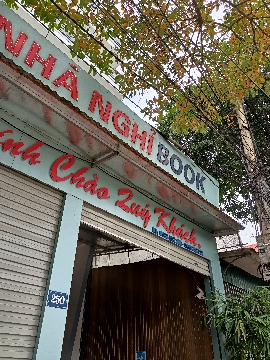 NHÀ NGHỈ BOOK
Kính Chào Quý Khách.
250